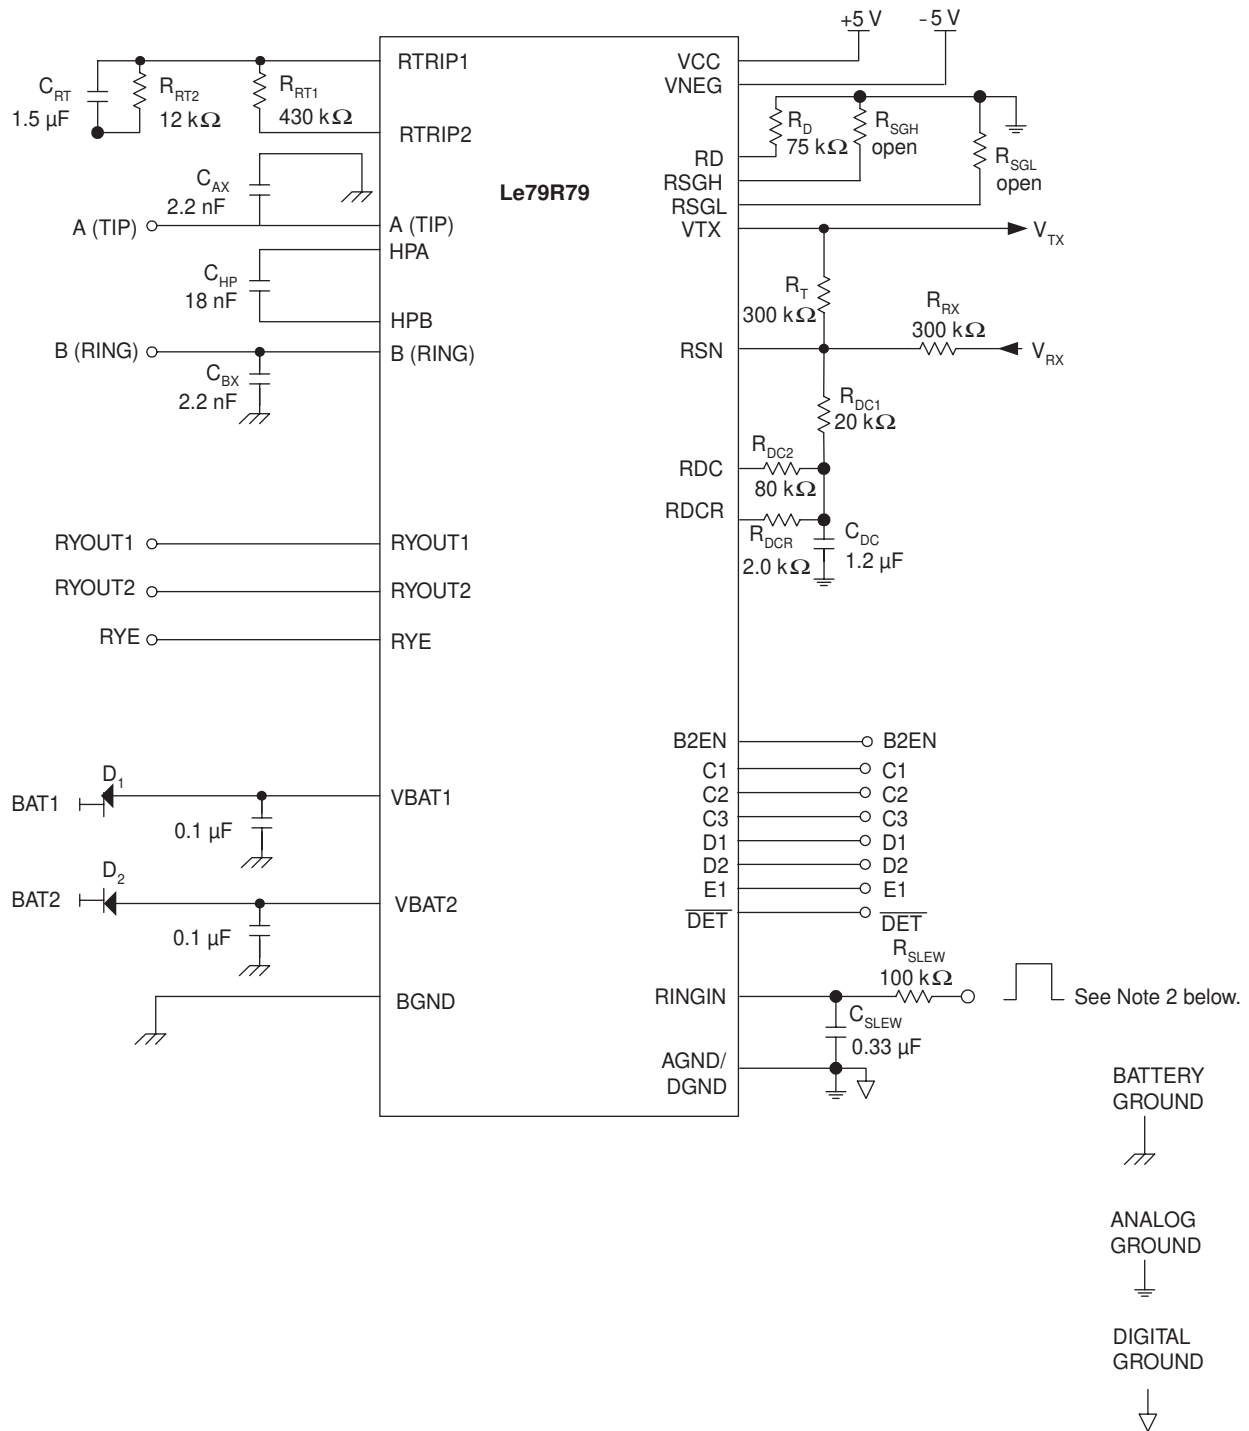 +5 V
-5 V
RTRIP1
VCC
VNEG
C_RT
1.5 µF
R_RT2
12 kΩ
R_RT1
430 kΩ
RTRIP2
R_D
75 kΩ
R_SGH
open
R_SGL
open
RD
RSGH
RSGL
VTX
V_TX
C_AX
2.2 nF
Le79R79
A (TIP)
A (TIP)
HPA
C_HP
18 nF
HPB
B (RING)
B (RING)
C_BX
2.2 nF
R_T
300 kΩ
R_RX
300 kΩ
RSN
V_RX
R_DC1
20 kΩ
R_DC2
80 kΩ
RDC
RDCR
R_DCR
2.0 kΩ
C_DC
1.2 µF
RYOUT1
RYOUT1
RYOUT2
RYOUT2
RYE
RYE
B2EN
B2EN
C1
C1
C2
C2
C3
C3
D1
D1
D2
D2
E1
E1
DET
DET
D_1
BAT1
VBAT1
0.1 µF
D_2
BAT2
VBAT2
0.1 µF
BGND
RINGIN
R_SLEW
100 kΩ
See Note 2 below.
C_SLEW
0.33 µF
AGND/
DGND
BATTERY
GROUND
ANALOG
GROUND
DIGITAL
GROUND